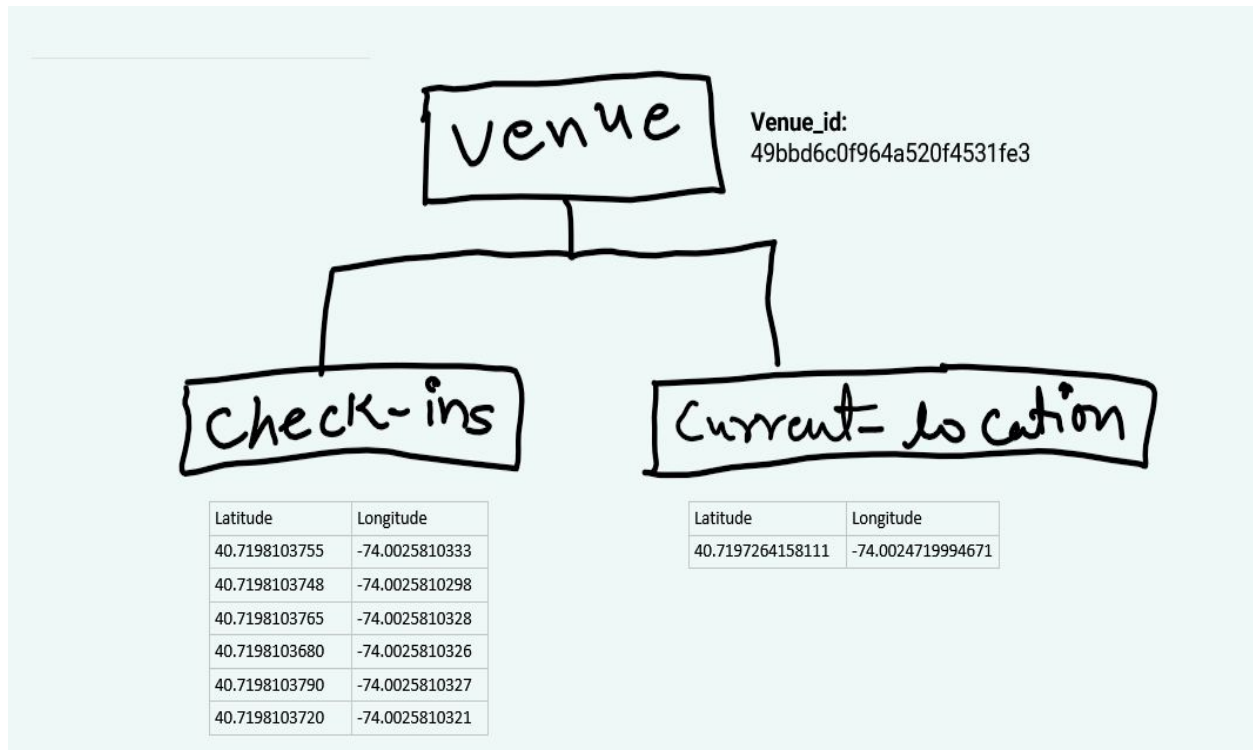 venue
Venue_id:
49bbd6c0f964a520f4531fe3
check-ins
Current-location
Latitude Longitude
40.7198103755 -74.0025810333
40.7198103748 -74.0025810298
40.7198103765 -74.0025810328
40.7198103680 -74.0025810326
40.7198103790 -74.0025810327
40.7198103720 -74.0025810321
Latitude Longitude
40.7197264158111 -74.0024719994671